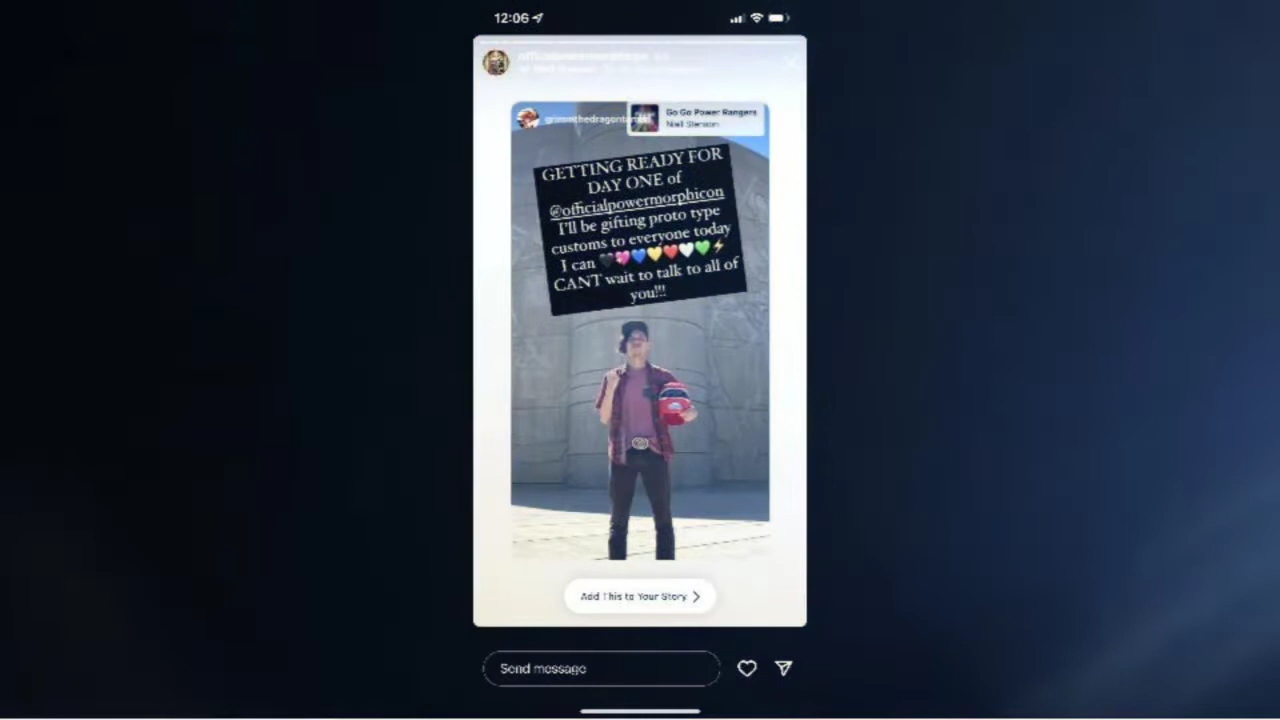 12:06
Go Go Power Rangers
GETTING READY FOR
DAY ONE of
@officialpowermorphicon
I'll be gifting proto type
customs to everyone today
I can 🖤💖💙💛❤️🤍💚⚡
CANT wait to talk to all of
you!!!
Add This to Your Story
Send message